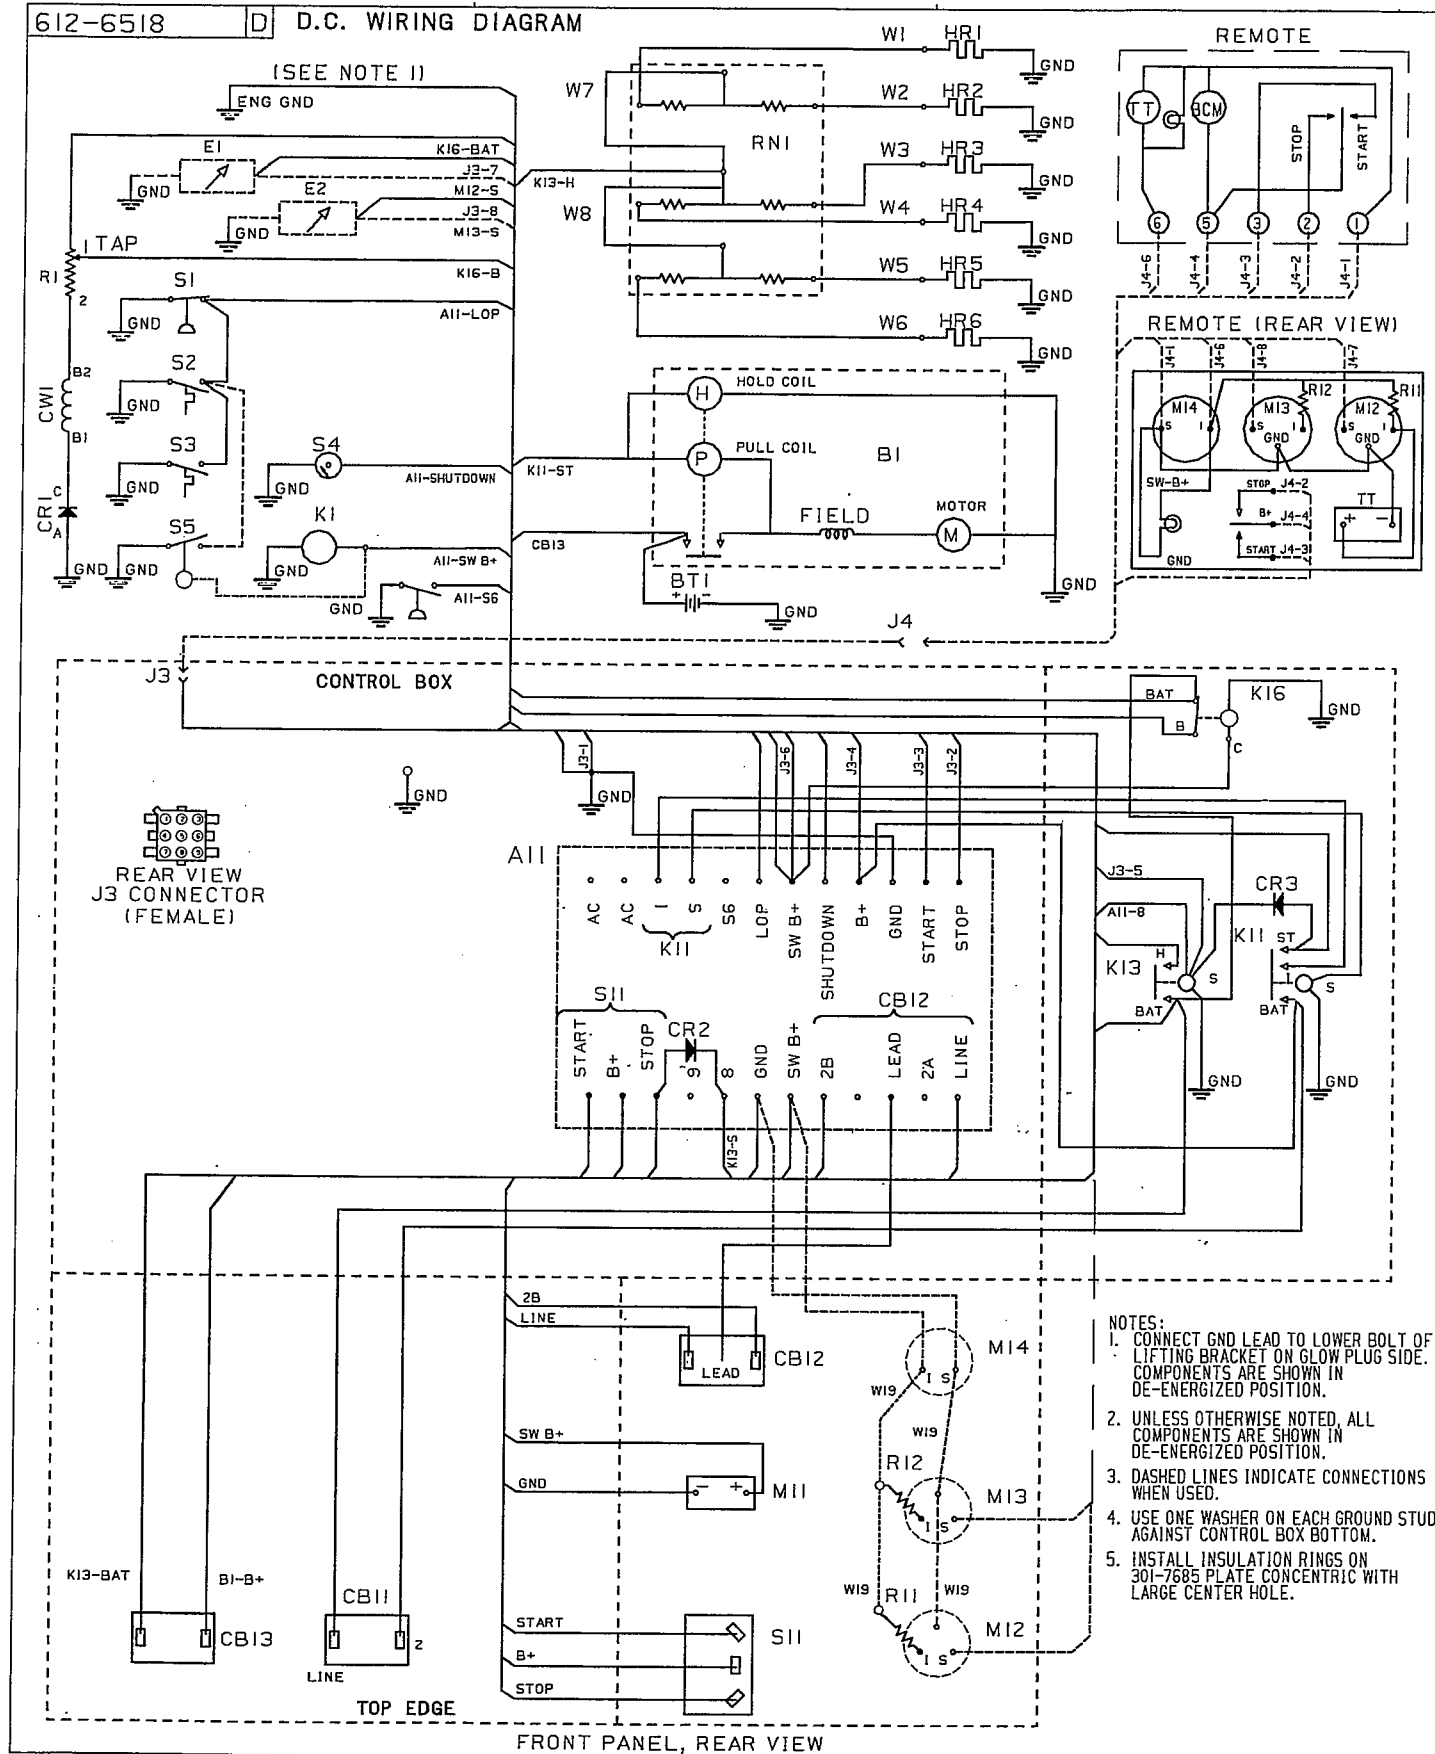 612-6518 D D.C. WIRING DIAGRAM
(SEE NOTE 1)
ENG GND
K16-BAT
E1
J3-7
GND
M12-S
E2
J3-8
GND
M13-S
K13-H
1 TAP
R1
2
K16-B
S1
GND
A11-LOP
S2
GND
B2
CW1
B1
S3
GND
S4
GND
A11-SHUTDOWN
K11-ST
CR1
C
A
GND
S5
GND
K1
GND
A11-SW B+
CB13
GND
A11-S6
W7
W8
RN1
W1 HR1 GND
W2 HR2 GND
W3 HR3 GND
W4 HR4 GND
W5 HR5 GND
W6 HR6 GND
H HOLD COIL
P PULL COIL
B1
FIELD
MOTOR
M
BT1
+ -
GND
GND
J4
REMOTE
TT
BCM
STOP
START
6 5 3 2 1
J4-6 J4-4 J4-3 J4-2 J4-1
REMOTE (REAR VIEW)
J4-1 J4-6 J4-8 J4-7
R12 R11
M14 M13 M12
S I S I S I
GND GND
SW-B+
STOP J4-2
B+ J4-4
START J4-3
TT
+ -
GND
J3
CONTROL BOX
BAT
K16
B
C
GND
J3-1
GND
J3-6
J3-4
J3-3
J3-2
GND
1 2 3
4 5 6
7 8 9
REAR VIEW
J3 CONNECTOR
(FEMALE)
A11
AC AC I S S6 LOP SW B+ SHUTDOWN B+ GND START STOP
K11
S11
CR2
CB12
START B+ STOP 9 8 GND SW B+ 2B LEAD 2A LINE
K13-S
J3-5
A11-8
CR3
K11
ST
K13
H
S
I
S
BAT
BAT
GND
GND
2B
LINE
CB12
LEAD
M14
I S
W19
W19
SW B+
GND
- +
M11
R12
M13
I S
W19
W19
R11
M12
I S
K13-BAT
B1-B+
CB13
CB11
2
LINE
START
B+
STOP
S11
TOP EDGE
FRONT PANEL, REAR VIEW
NOTES:
1. CONNECT GND LEAD TO LOWER BOLT OF
LIFTING BRACKET ON GLOW PLUG SIDE.
COMPONENTS ARE SHOWN IN
DE-ENERGIZED POSITION.
2. UNLESS OTHERWISE NOTED, ALL
COMPONENTS ARE SHOWN IN
DE-ENERGIZED POSITION.
3. DASHED LINES INDICATE CONNECTIONS
WHEN USED.
4. USE ONE WASHER ON EACH GROUND STUD
AGAINST CONTROL BOX BOTTOM.
5. INSTALL INSULATION RINGS ON
301-7685 PLATE CONCENTRIC WITH
LARGE CENTER HOLE.